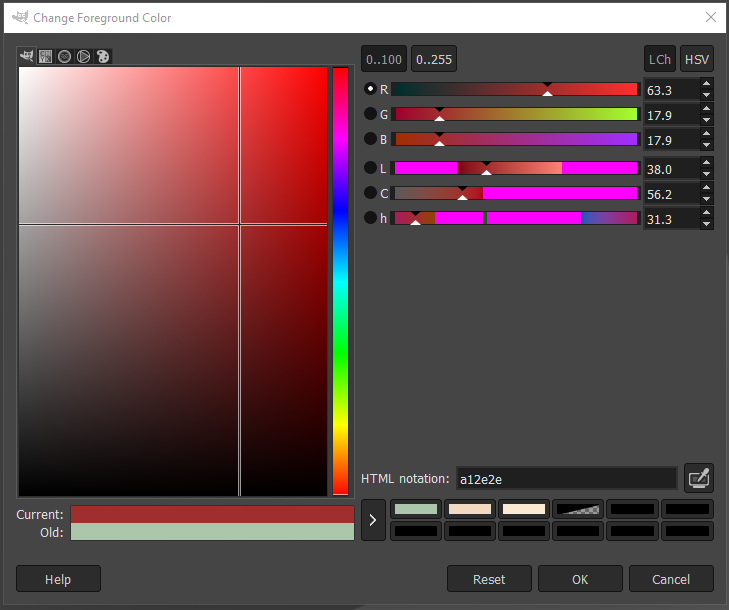 Change Foreground Color
0..100 0..255 LCh HSV
R 63.3
G 17.9
B 17.9
L 38.0
C 56.2
h 31.3
HTML notation: a12e2e
Current:
Old:
Help Reset OK Cancel